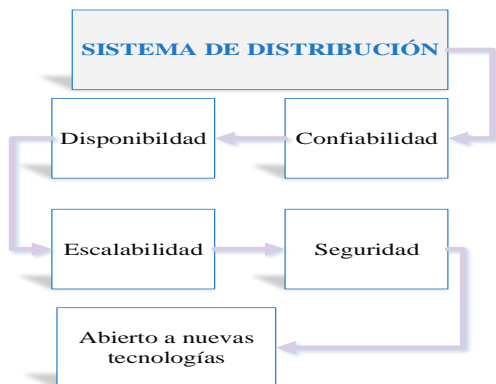 SISTEMA DE DISTRIBUCIÓN
Disponibildad
Confiabilidad
Escalabilidad
Seguridad
Abierto a nuevas
tecnologías